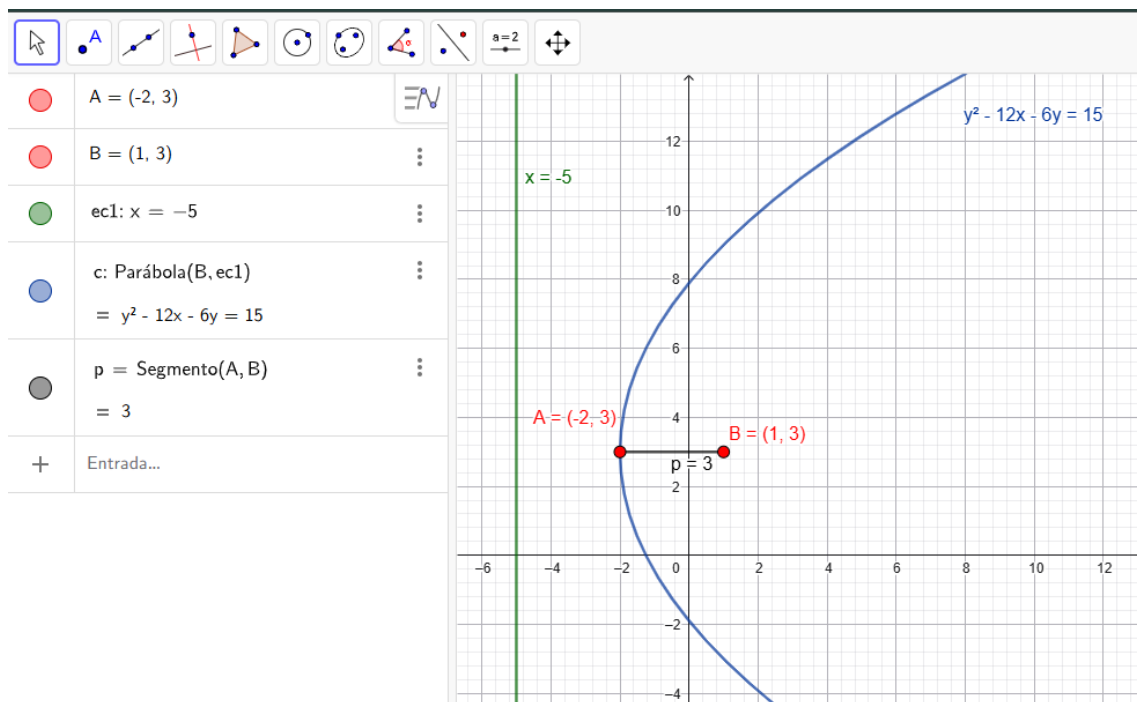 A
a=2
A = (-2, 3)
B = (1, 3)
ec1: x = −5
c: Parábola(B, ec1)
= y² - 12x - 6y = 15
p = Segmento(A, B)
= 3
+ Entrada...
y² - 12x - 6y = 15
x = -5
A = (-2, 3)
B = (1, 3)
p = 3
12
10
8
6
4
2
−2
−4
−6
−4
−2
0
2
4
6
8
10
12